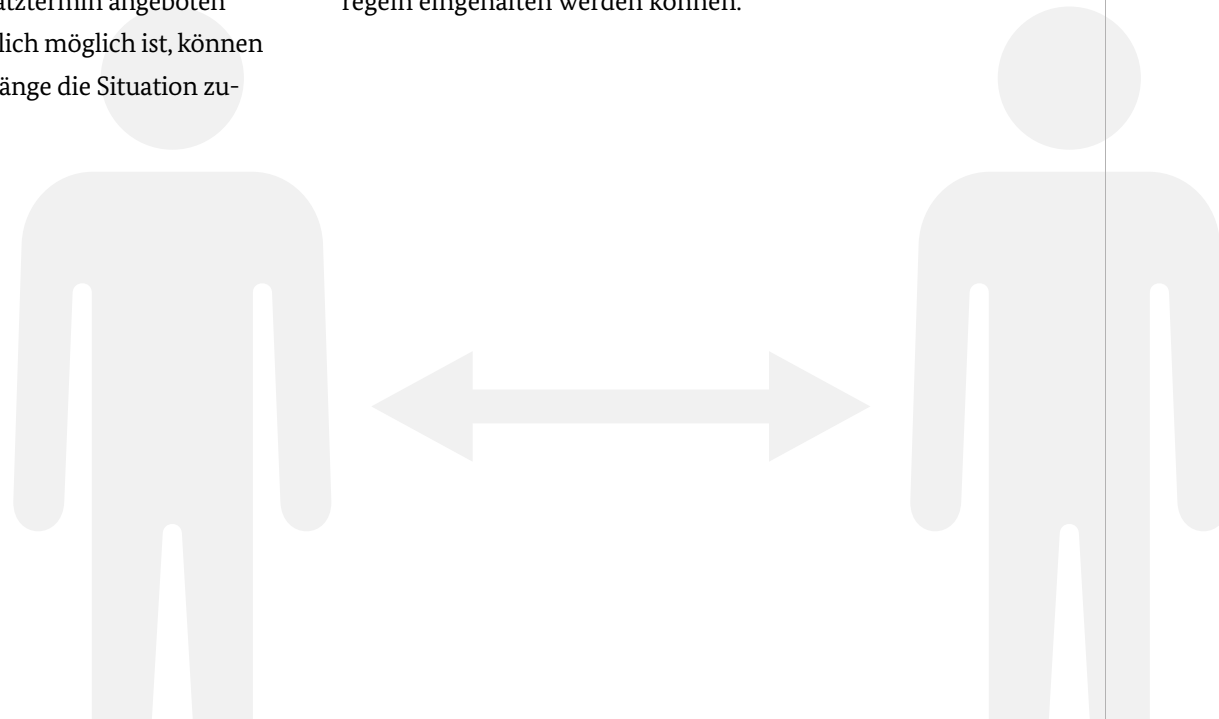 atztermin angeboten
lich möglich ist, können
änge die Situation zu-
regeln eingehalten werden können.